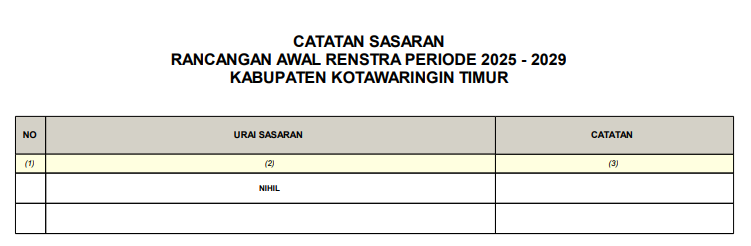 CATATAN SASARAN
RANCANGAN AWAL RENSTRA PERIODE 2025 - 2029
KABUPATEN KOTAWARINGIN TIMUR
NO URAI SASARAN CATATAN
(1) (2) (3)
NIHIL